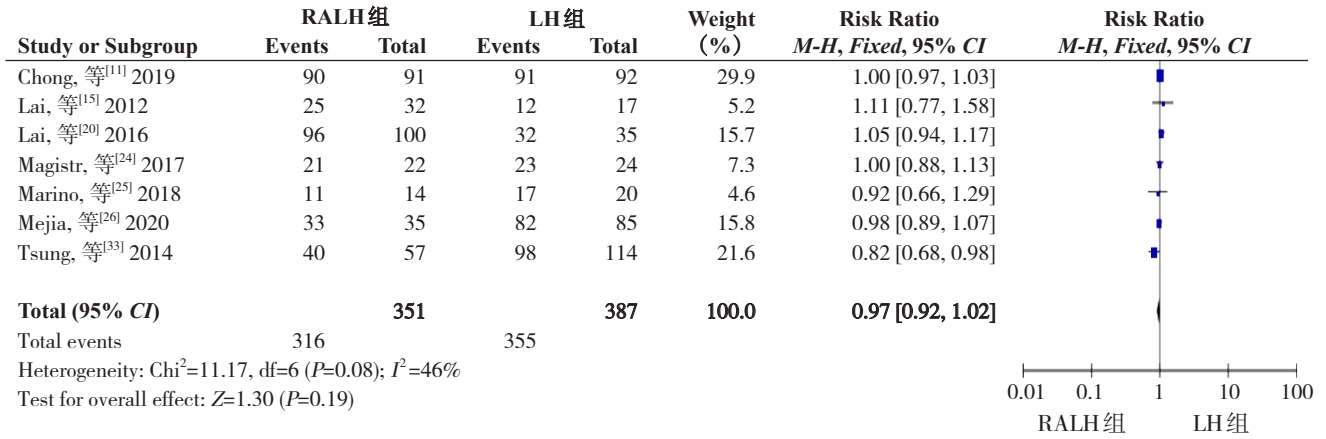 RALH组 LH组 Weight Risk Ratio Risk Ratio
Study or Subgroup Events Total Events Total （%） M-H, Fixed, 95% CI M-H, Fixed, 95% CI
Chong, 等[11] 2019 90 91 91 92 29.9 1.00 [0.97, 1.03]
Lai, 等[15] 2012 25 32 12 17 5.2 1.11 [0.77, 1.58]
Lai, 等[20] 2016 96 100 32 35 15.7 1.05 [0.94, 1.17]
Magistr, 等[24] 2017 21 22 23 24 7.3 1.00 [0.88, 1.13]
Marino, 等[25] 2018 11 14 17 20 4.6 0.92 [0.66, 1.29]
Mejia, 等[26] 2020 33 35 82 85 15.8 0.98 [0.89, 1.07]
Tsung, 等[33] 2014 40 57 98 114 21.6 0.82 [0.68, 0.98]
Total (95% CI) 351 387 100.0 0.97 [0.92, 1.02]
Total events 316 355
Heterogeneity: Chi²=11.17, df=6 (P=0.08); I²=46%
Test for overall effect: Z=1.30 (P=0.19)
0.01 0.1 1 10 100
RALH组 LH组